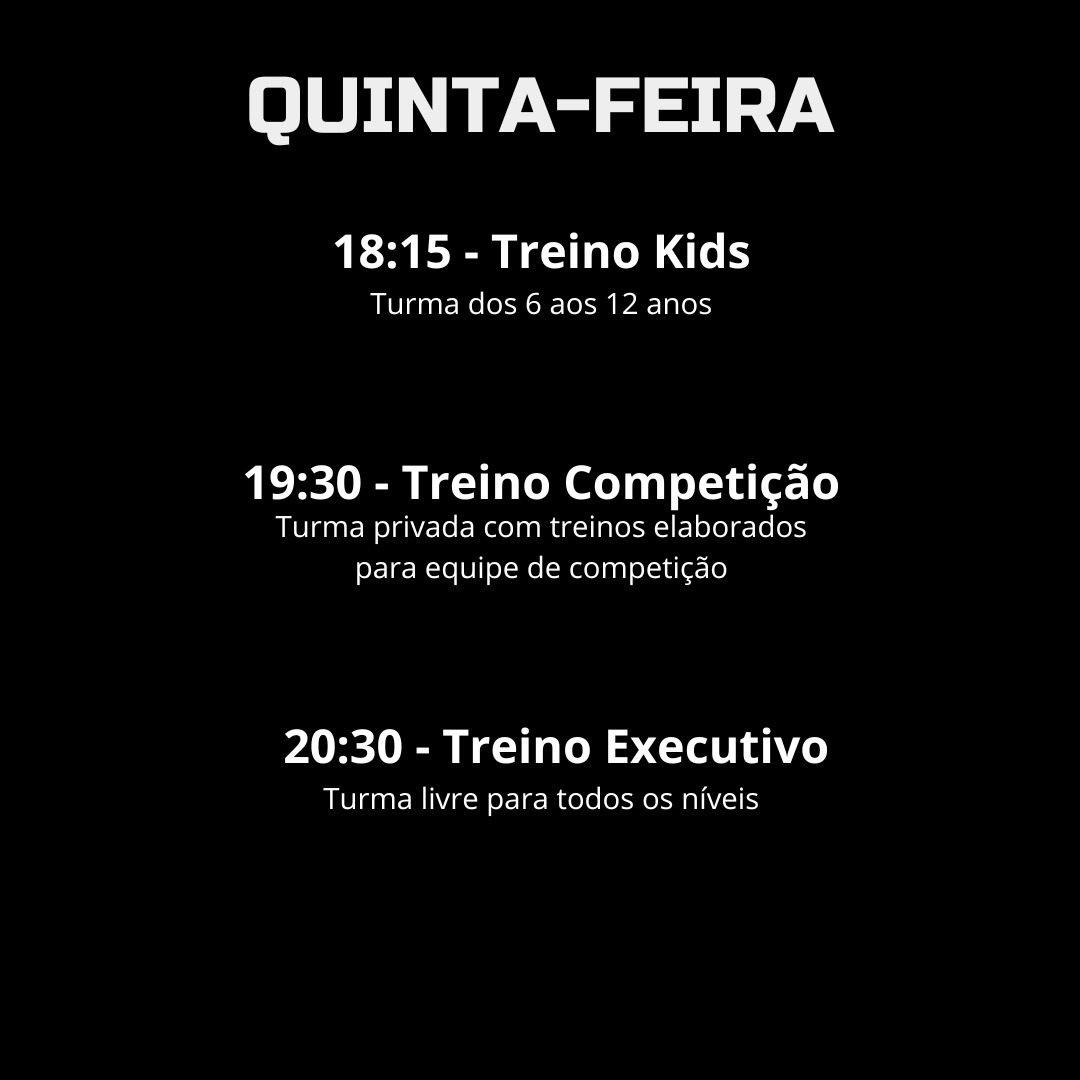 QUINTA-FEIRA
18:15 - Treino Kids
Turma dos 6 aos 12 anos
19:30 - Treino Competição
Turma privada com treinos elaborados
para equipe de competição
20:30 - Treino Executivo
Turma livre para todos os níveis